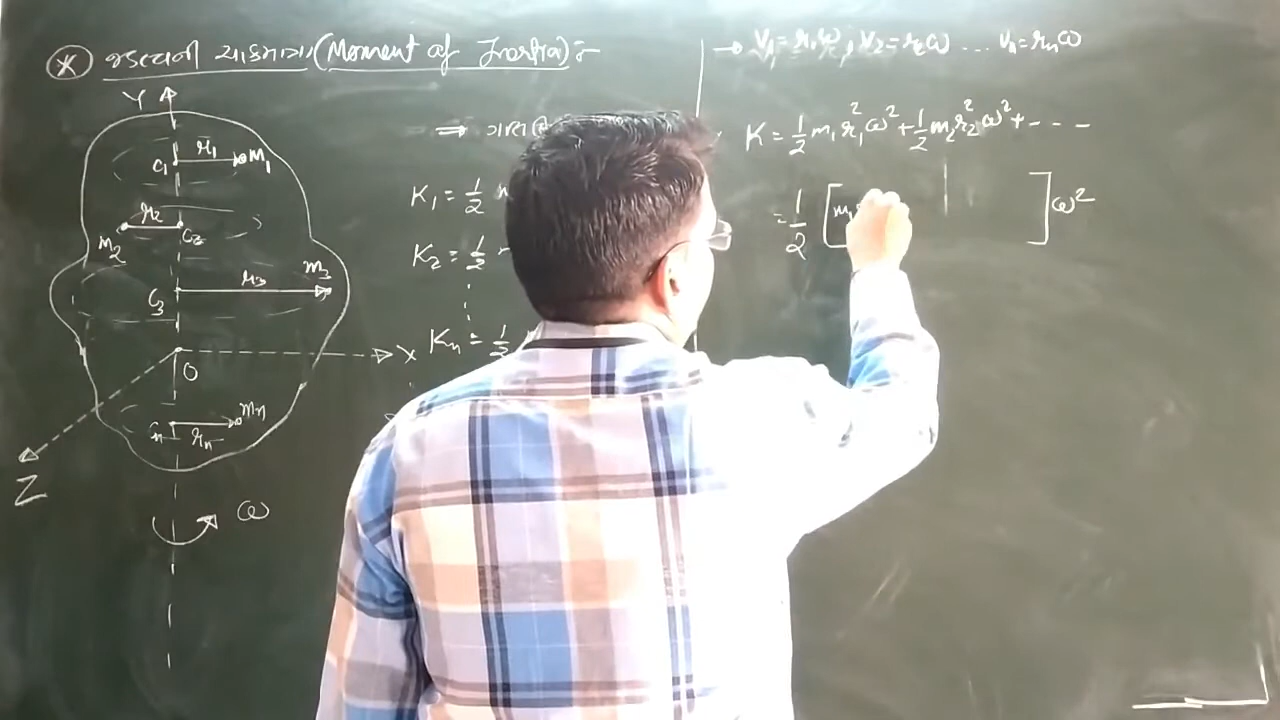 * જડત્વની ચાકમાત્રા (Moment of Inertia) :-
Y
C₁ r₁ m₁
r₂
m₂ C₂
m₃
C₃ r₃
X
O
mₙ
Cₙ rₙ
Z
ω
⇒
K₁ = 1/2
K₂ = 1/2
Kₙ = 1/2
→ V₁ = r₁ω, V₂ = r₂ω ... Vₙ = rₙω
K = 1/2 m₁r₁²ω² + 1/2 m₂r₂²ω² + - - -
= 1/2 [m₁ ] ω²